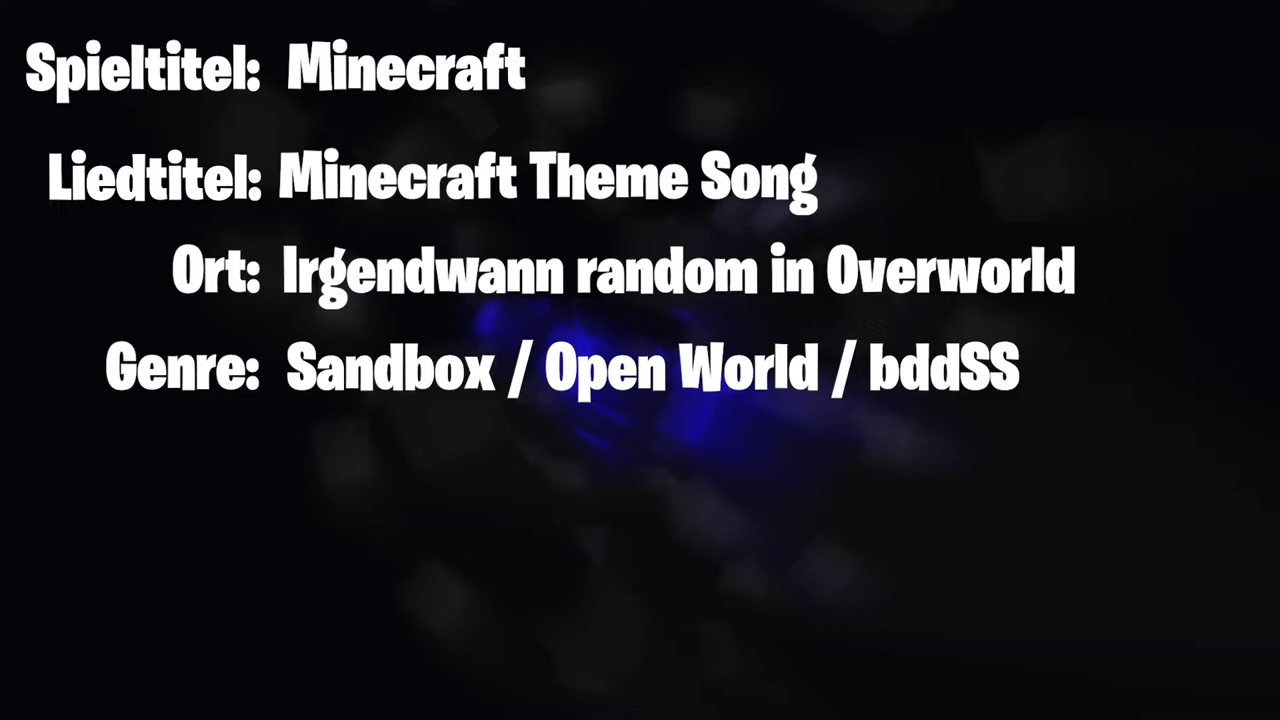 Spieltitel: Minecraft
Liedtitel: Minecraft Theme Song
Ort: Irgendwann random in Overworld
Genre: Sandbox / Open World / bddSS